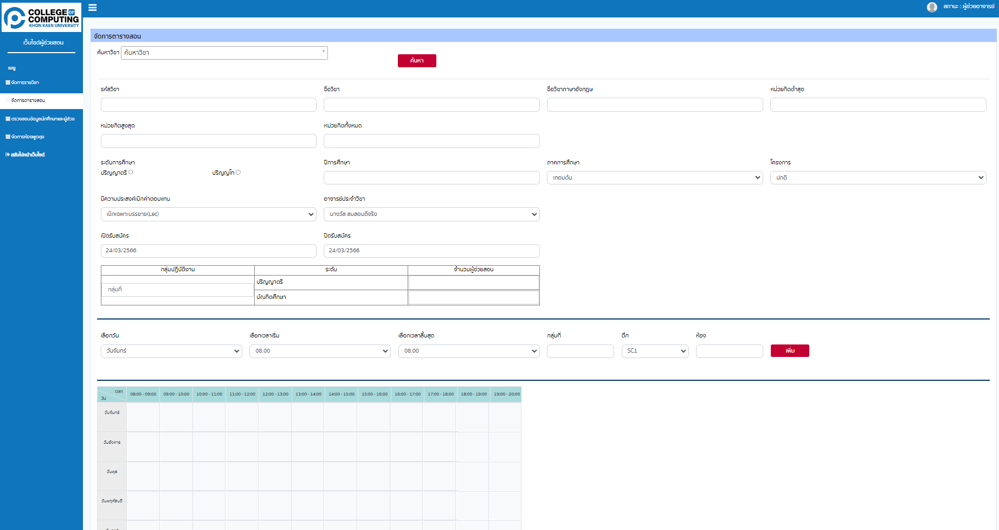 COLLEGE OF
COMPUTING
KHON KAEN UNIVERSITY
สถานะ : ผู้ช่วยอาจารย์
เว็บไซต์ผู้ช่วยสอน
เมนู
จัดการรายวิชา
จัดการตารางสอน
ตรวจสอบข้อมูลนักศึกษาและผู้ช่วย
จัดการห้องพูดคุย
สลับไปหน้าเว็บไซต์
จัดการตารางสอน
ค้นหาวิชา ค้นหาวิชา
ค้นหา
รหัสวิชา ชื่อวิชา ชื่อวิชาภาษาอังกฤษ หน่วยกิตต่ำสุด
หน่วยกิตสูงสุด หน่วยกิตทั้งหมด
ระดับการศึกษา ปีการศึกษา ภาคการศึกษา โครงการ
ปริญญาตรี ปริญญโท
เทอมต้น ปกติ
มีความประสงค์เบิกค่าตอบแทน อาจารย์ประจำวิชา
เบิกเฉพาะบรรยาย(Lec) นางวัล ลบสอนดีจริง
เปิดรับสมัคร ปิดรับสมัคร
24/03/2566 24/03/2566
กลุ่มปฏิบัติงาน ระดับ จำนวนผู้ช่วยสอน
ปริญญาตรี
กลุ่มที่
บัณฑิตศึกษา
เลือกวัน เลือกเวลาเริ่ม เลือกเวลาสิ้นสุด กลุ่มที่ ตึก ห้อง
วันจันทร์ 08.00 08.00 SC1 เพิ่ม
เวลา
วัน
08:00 - 09:00 09:00 - 10:00 10:00 - 11:00 11:00 - 12:00 12:00 - 13:00 13:00 - 14:00 14:00 - 15:00 15:00 - 16:00 16:00 - 17:00 17:00 - 18:00 18:00 - 19:00 19:00 - 20:00
วันจันทร์
วันอังคาร
วันพุธ
วันพฤหัสบดี